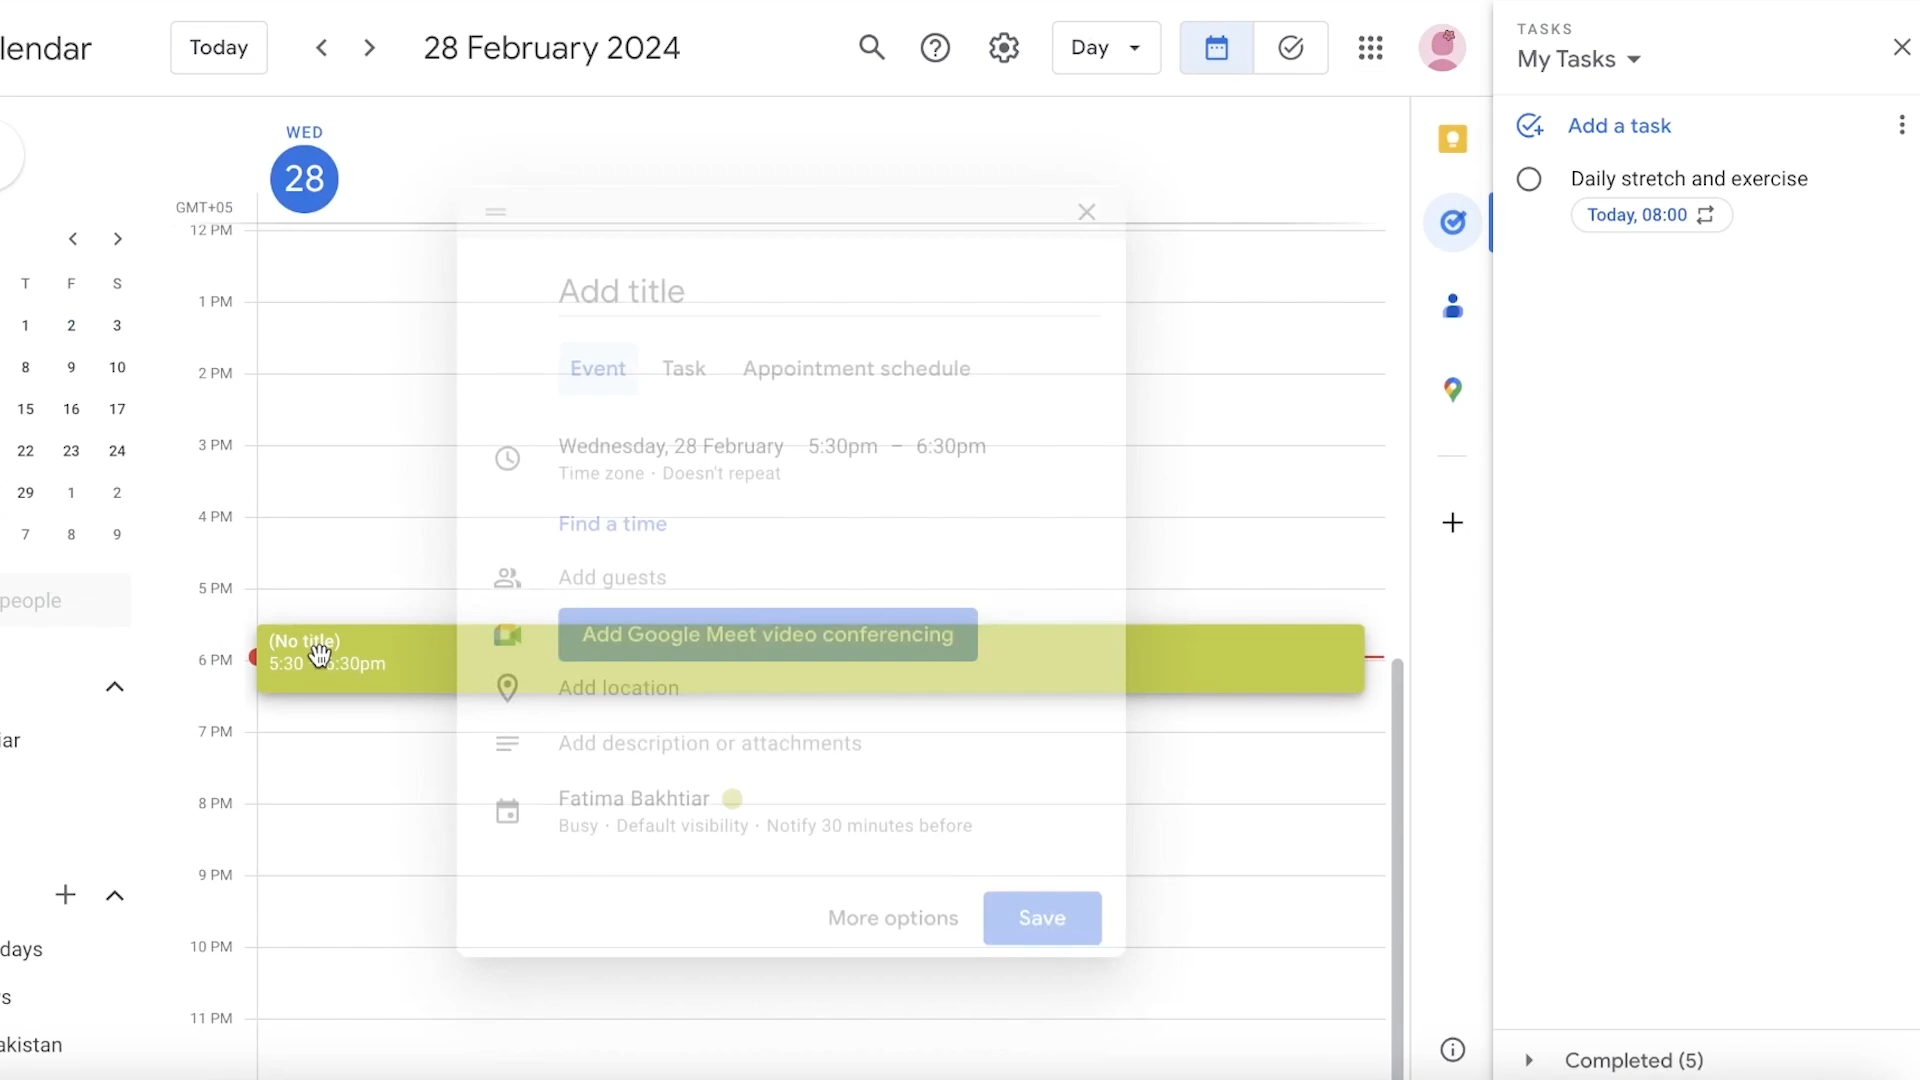 lendar
Today
28 February 2024
Day
TASKS
My Tasks
Add a task
Daily stretch and exercise
Today, 08:00
Completed (5)
T F S
1 2 3
8 9 10
15 16 17
22 23 24
29 1 2
7 8 9
people
iar
days
s
akistan
WED
28
GMT+05
12 PM
1 PM
2 PM
3 PM
4 PM
5 PM
6 PM
7 PM
8 PM
9 PM
10 PM
11 PM
(No title)
5:30 6:30pm
Add title
Event Task Appointment schedule
Wednesday, 28 February 5:30pm – 6:30pm
Time zone · Doesn't repeat
Find a time
Add guests
Add Google Meet video conferencing
Add location
Add description or attachments
Fatima Bakhtiar
Busy · Default visibility · Notify 30 minutes before
More options
Save